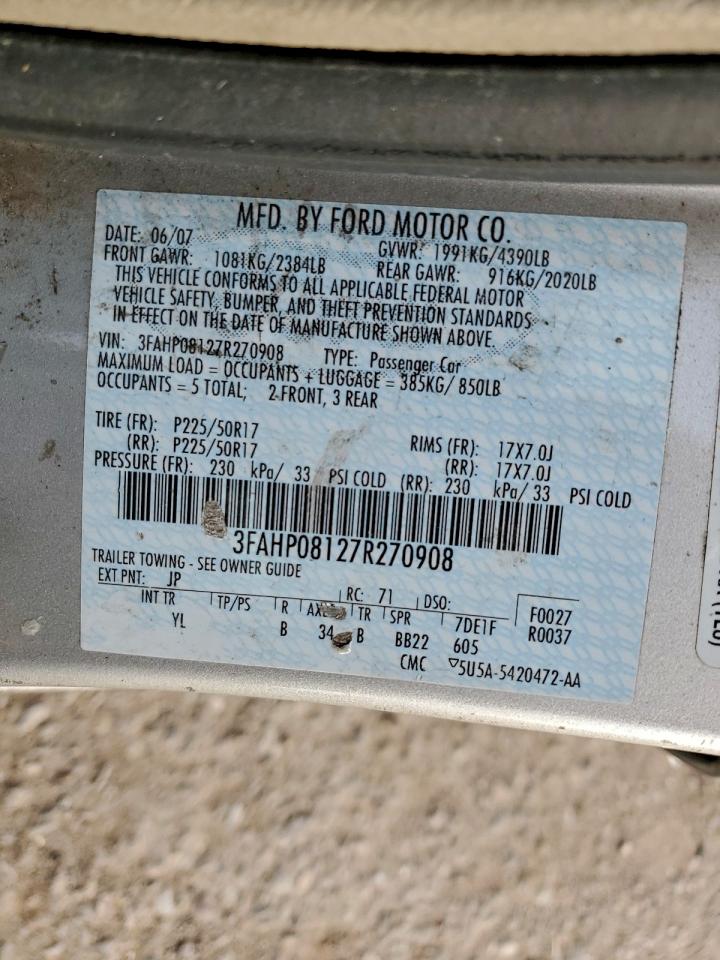 MFD. BY FORD MOTOR CO.
DATE: 06/07 GVWR: 1991KG/4390LB
FRONT GAWR: 1081KG/2384LB REAR GAWR: 916KG/2020LB
THIS VEHICLE CONFORMS TO ALL APPLICABLE FEDERAL MOTOR
VEHICLE SAFETY, BUMPER, AND THEFT PREVENTION STANDARDS
IN EFFECT ON THE DATE OF MANUFACTURE SHOWN ABOVE.
VIN: 3FAHP08127R270908 TYPE: Passenger Car
MAXIMUM LOAD = OCCUPANTS + LUGGAGE = 385KG/ 850LB
OCCUPANTS = 5 TOTAL; 2 FRONT, 3 REAR
TIRE (FR): P225/50R17 RIMS (FR): 17X7.0J
(RR): P225/50R17 (RR): 17X7.0J
PRESSURE (FR): 230 kPa/ 33 PSI COLD (RR): 230 kPa/ 33 PSI COLD
3FAHP08127R270908
TRAILER TOWING - SEE OWNER GUIDE
EXT PNT: JP RC: 71 DSO: F0027
INT TR TP/PS R TR SPR 7DE1F R0037
YL B 34 B BB22 605
CMC ▽5U5A-5420472-AA